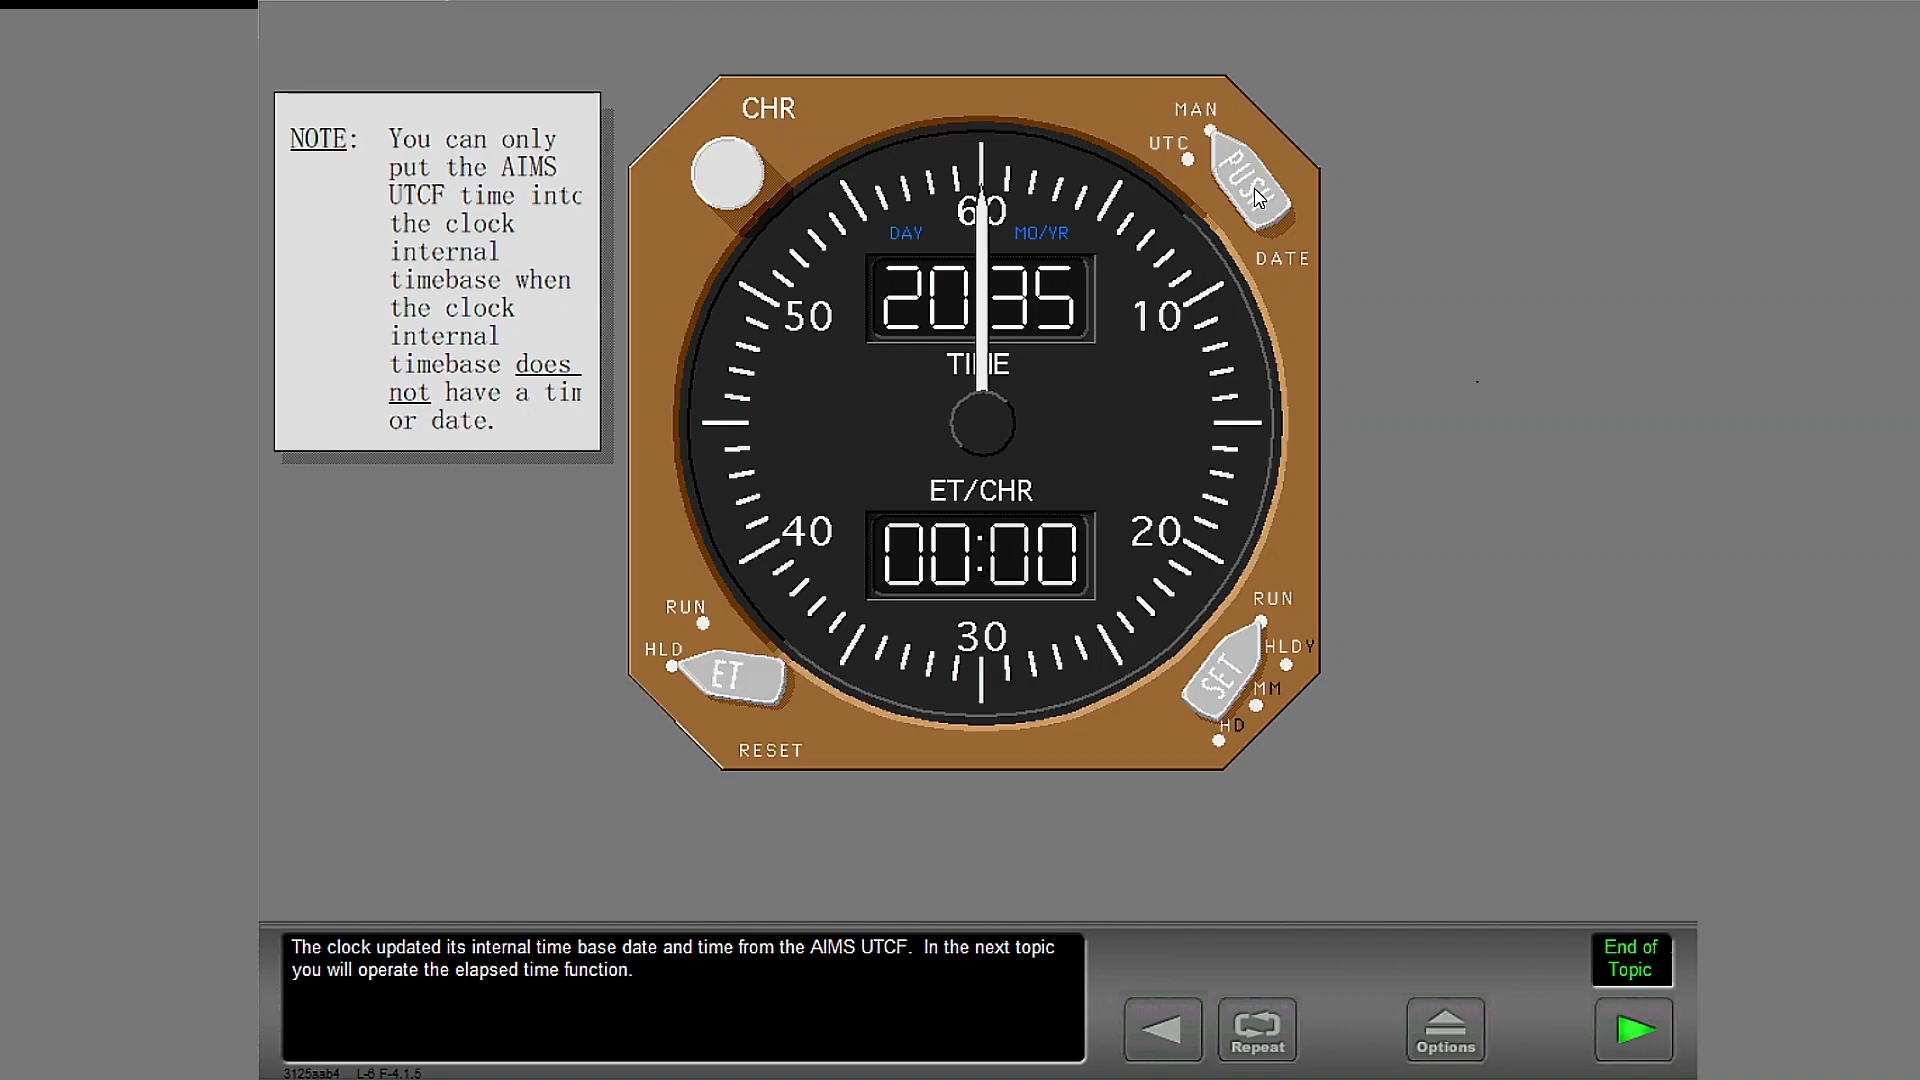 NOTE: You can only
put the AIMS
UTCF time intc
the clock
internal
timebase when
the clock
internal
timebase does
not have a tim
or date.
CHR
MAN
UTC
PUSH
DATE
60
DAY MO/YR
20 35
50 10
TIME
ET/CHR
40 20
00:00
30
RUN
HLD
ET
RESET
RUN
HLDY
SET
MM
HD
The clock updated its internal time base date and time from the AIMS UTCF. In the next topic
you will operate the elapsed time function.
End of
Topic
Repeat
Options
3125aab4 L-6 F-4.1.5